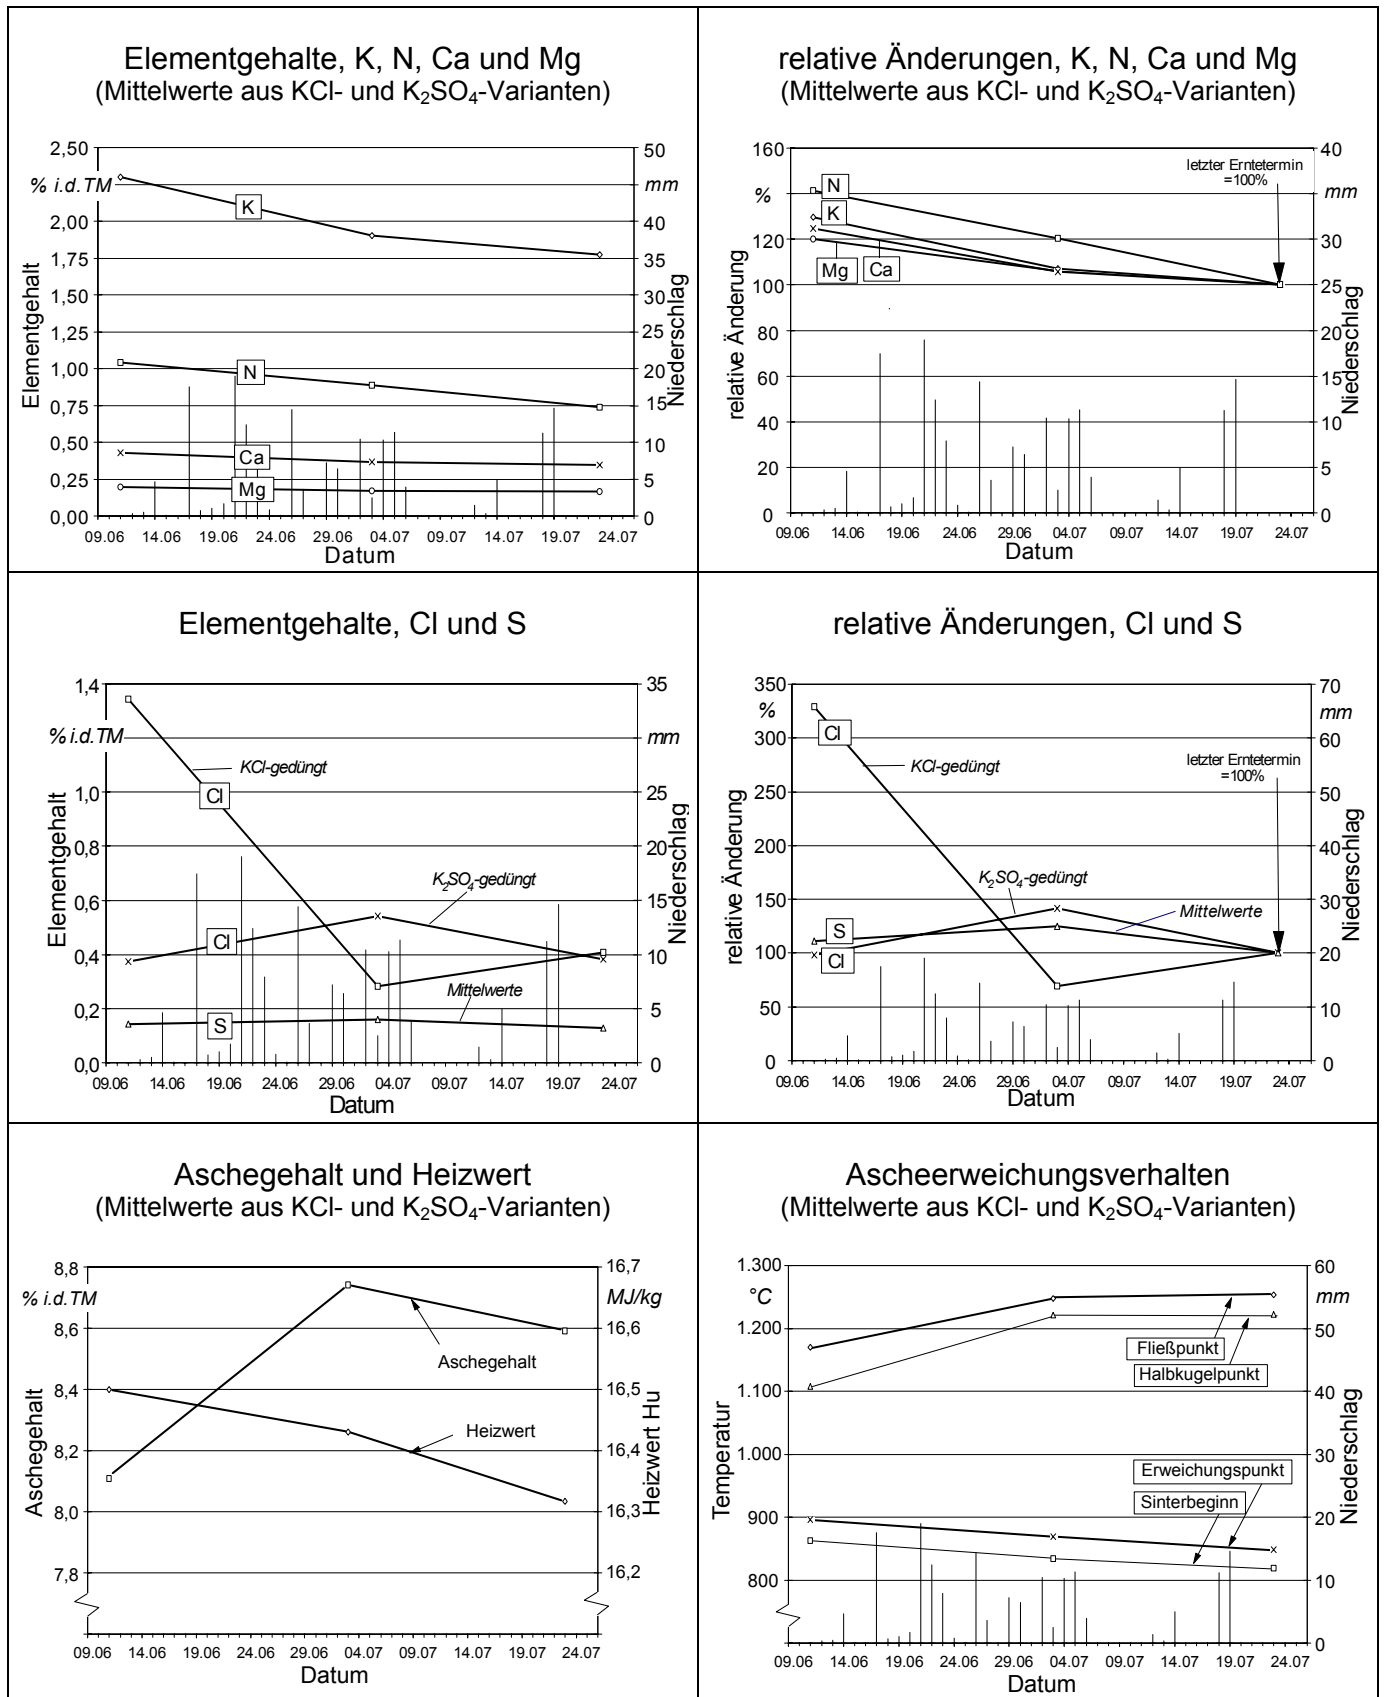 Elementgehalte, K, N, Ca und Mg
(Mittelwerte aus KCl- und K₂SO₄-Varianten)
2,50
% i.d.TM
2,00
1,75
1,50
1,25
1,00
0,75
0,50
0,25
0,00
Elementgehalt
K
N
Ca
Mg
50
mm
40
35
30
25
20
15
10
5
0
Niederschlag
09.06 14.06 19.06 24.06 29.06 04.07 09.07 14.07 19.07 24.07
Datum
relative Änderungen, K, N, Ca und Mg
(Mittelwerte aus KCl- und K₂SO₄-Varianten)
160
%
120
100
80
60
40
20
0
relative Änderung
N
K
Mg
Ca
letzter Erntetermin
=100%
40
mm
30
25
20
15
10
5
0
Niederschlag
09.06 14.06 19.06 24.06 29.06 04.07 09.07 14.07 19.07 24.07
Datum
Elementgehalte, Cl und S
1,4
% i.d.TM
1,0
0,8
0,6
0,4
0,2
0,0
Elementgehalt
KCl-gedüngt
Cl
K₂SO₄-gedüngt
Cl
Mittelwerte
S
35
mm
25
20
15
10
5
0
Niederschlag
09.06 14.06 19.06 24.06 29.06 04.07 09.07 14.07 19.07 24.07
Datum
relative Änderungen, Cl und S
350
%
300
250
200
150
100
50
0
relative Änderung
Cl
KCl-gedüngt
letzter Erntetermin
=100%
K₂SO₄-gedüngt
Mittelwerte
S
Cl
70
mm
60
50
40
30
20
10
0
Niederschlag
09.06 14.06 19.06 24.06 29.06 04.07 09.07 14.07 19.07 24.07
Datum
Aschegehalt und Heizwert
(Mittelwerte aus KCl- und K₂SO₄-Varianten)
8,8
% i.d.TM
8,6
8,4
8,2
8,0
7,8
Aschegehalt
Aschegehalt
Heizwert
16,7
MJ/kg
16,6
16,5
16,4
16,3
16,2
Heizwert Hu
09.06 14.06 19.06 24.06 29.06 04.07 09.07 14.07 19.07 24.07
Datum
Ascheerweichungsverhalten
(Mittelwerte aus KCl- und K₂SO₄-Varianten)
1.300
°C
1.200
1.100
1.000
900
800
Temperatur
Fließpunkt
Halbkugelpunkt
Erweichungspunkt
Sinterbeginn
60
mm
50
40
30
20
10
0
Niederschlag
09.06 14.06 19.06 24.06 29.06 04.07 09.07 14.07 19.07 24.07
Datum